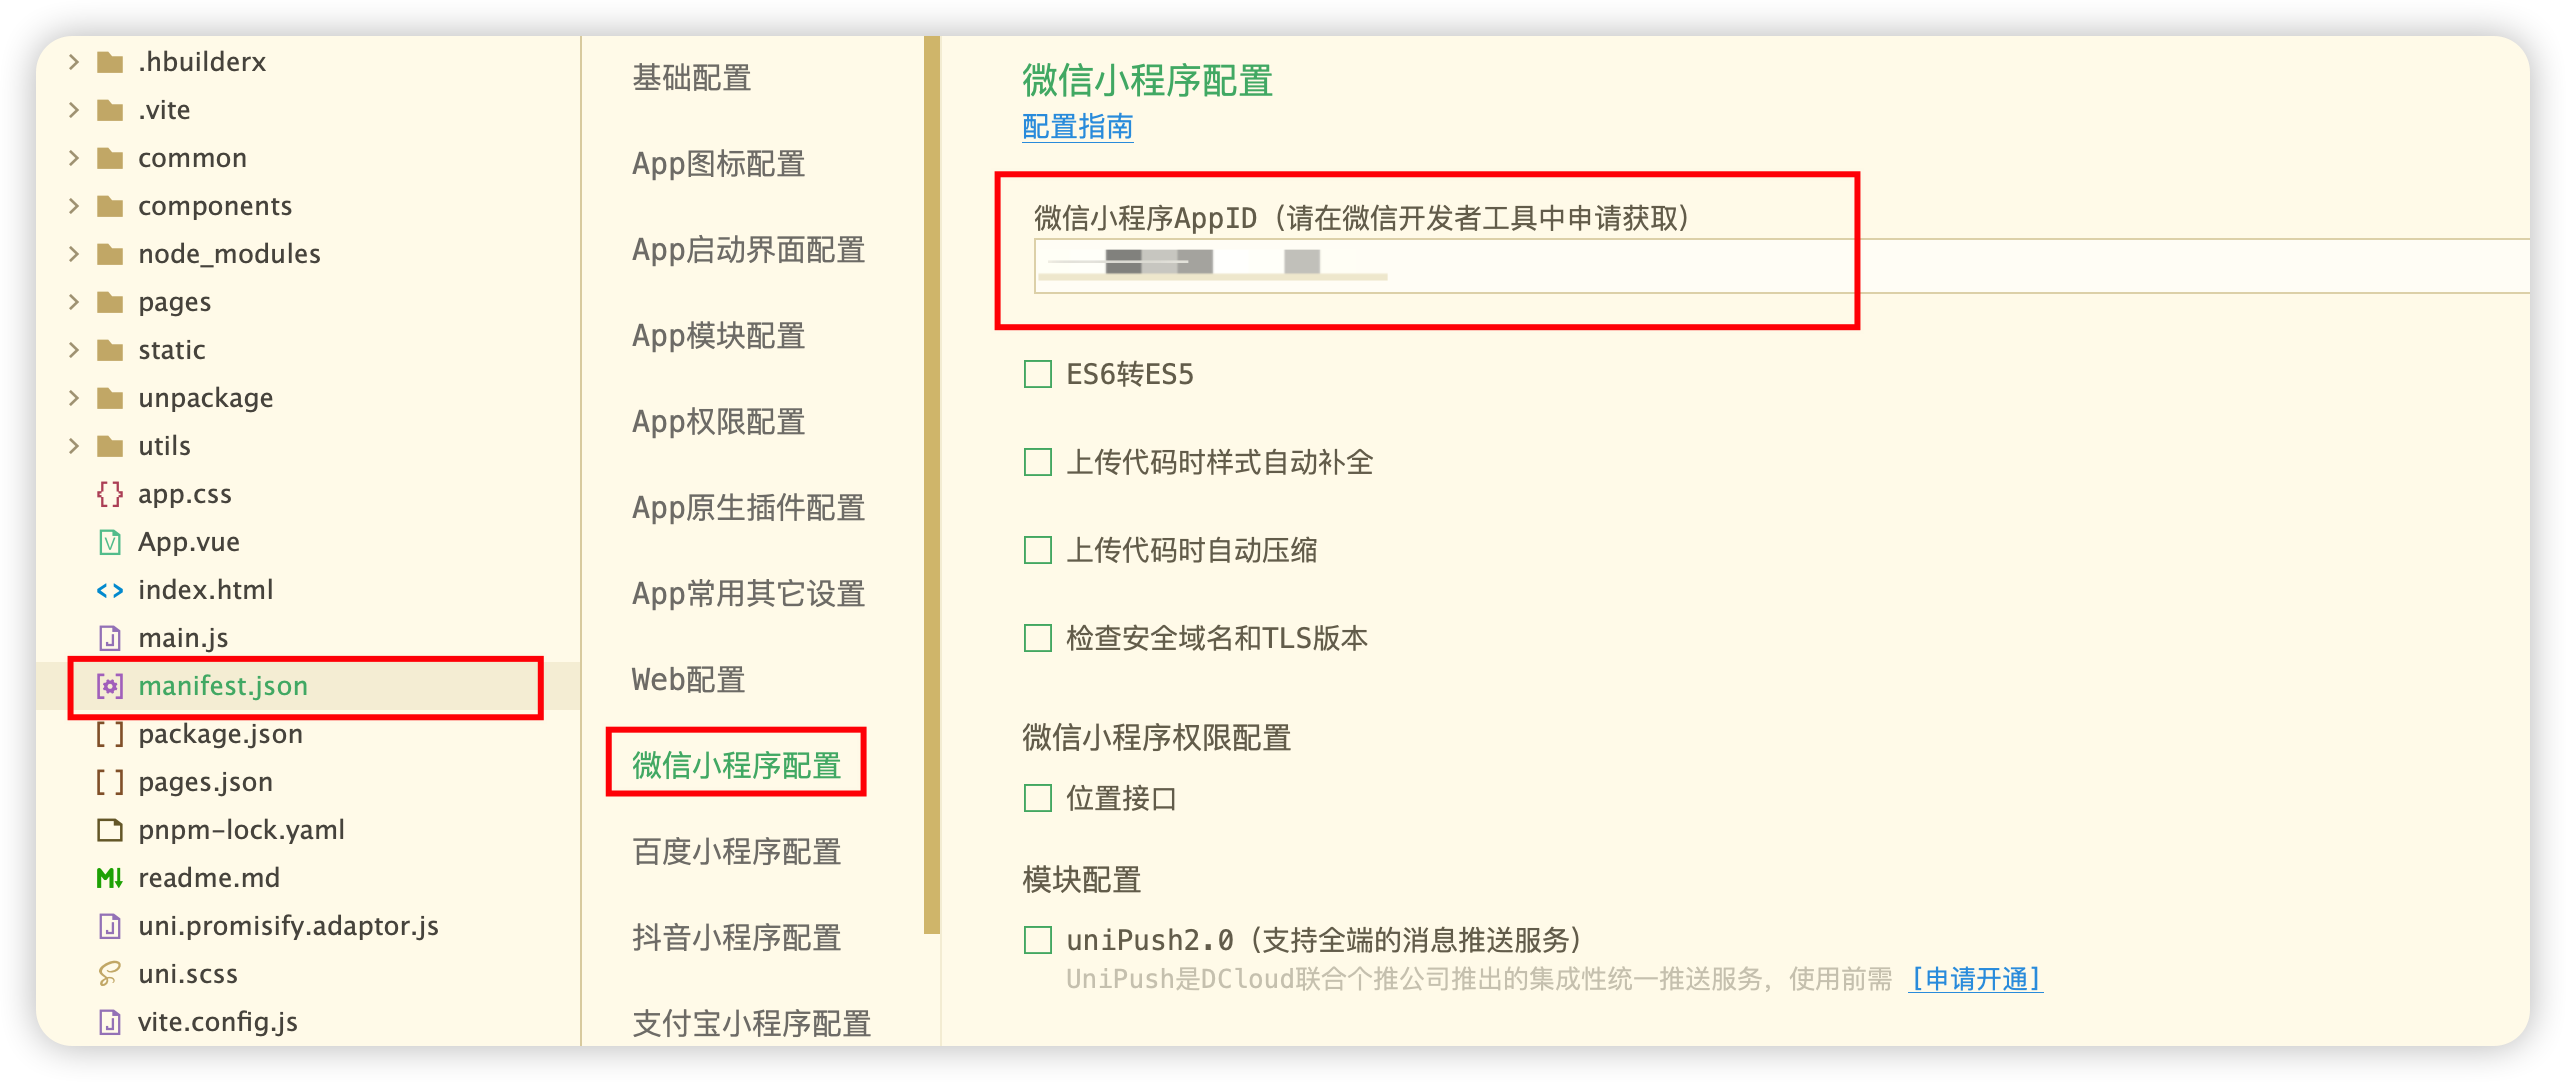 .hbuilderx
.vite
common
components
node_modules
pages
static
unpackage
utils
app.css
App.vue
index.html
main.js
manifest.json
package.json
pages.json
pnpm-lock.yaml
readme.md
uni.promisify.adaptor.js
uni.scss
vite.config.js
基础配置
App图标配置
App启动界面配置
App模块配置
App权限配置
App原生插件配置
App常用其它设置
Web配置
微信小程序配置
百度小程序配置
抖音小程序配置
支付宝小程序配置
微信小程序配置
配置指南
微信小程序AppID（请在微信开发者工具中申请获取）
ES6转ES5
上传代码时样式自动补全
上传代码时自动压缩
检查安全域名和TLS版本
微信小程序权限配置
位置接口
模块配置
uniPush2.0（支持全端的消息推送服务）
UniPush是DCloud联合个推公司推出的集成性统一推送服务，使用前需 [申请开通]